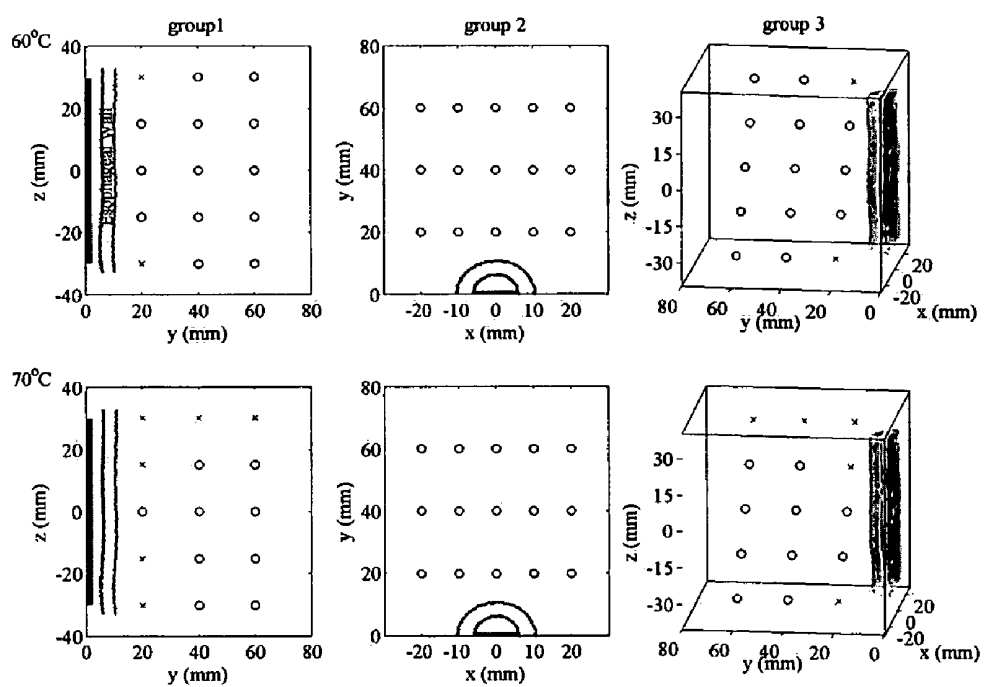 group1 group 2 group 3
60°C
40 20 0 -20 -40
z (mm)
Esophageal Wall
0 20 40 60 80
y (mm)
80 60 40 20 0
y (mm)
-20 -10 0 10 20
x (mm)
30 15 0 -15 -30
z (mm)
80 60 40 20 0
y (mm)
20 0 -20
x (mm)
70°C
40 20 0 -20 -40
z (mm)
0 20 40 60 80
y (mm)
80 60 40 20 0
y (mm)
-20 -10 0 10 20
x (mm)
30 15 0 -15 -30
z (mm)
80 60 40 20 0
y (mm)
20 0 -20
x (mm)